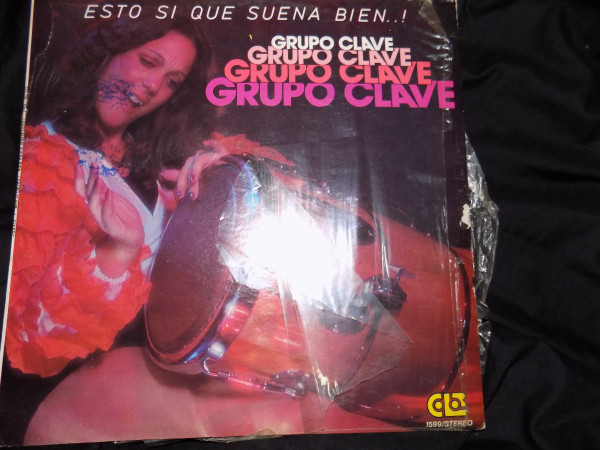 ESTO SI QUE SUENA BIEN..!
GRUPO CLAVE
GRUPO CLAVE
GRUPO CLAVE
GRUPO CLAVE
1599/STEREO